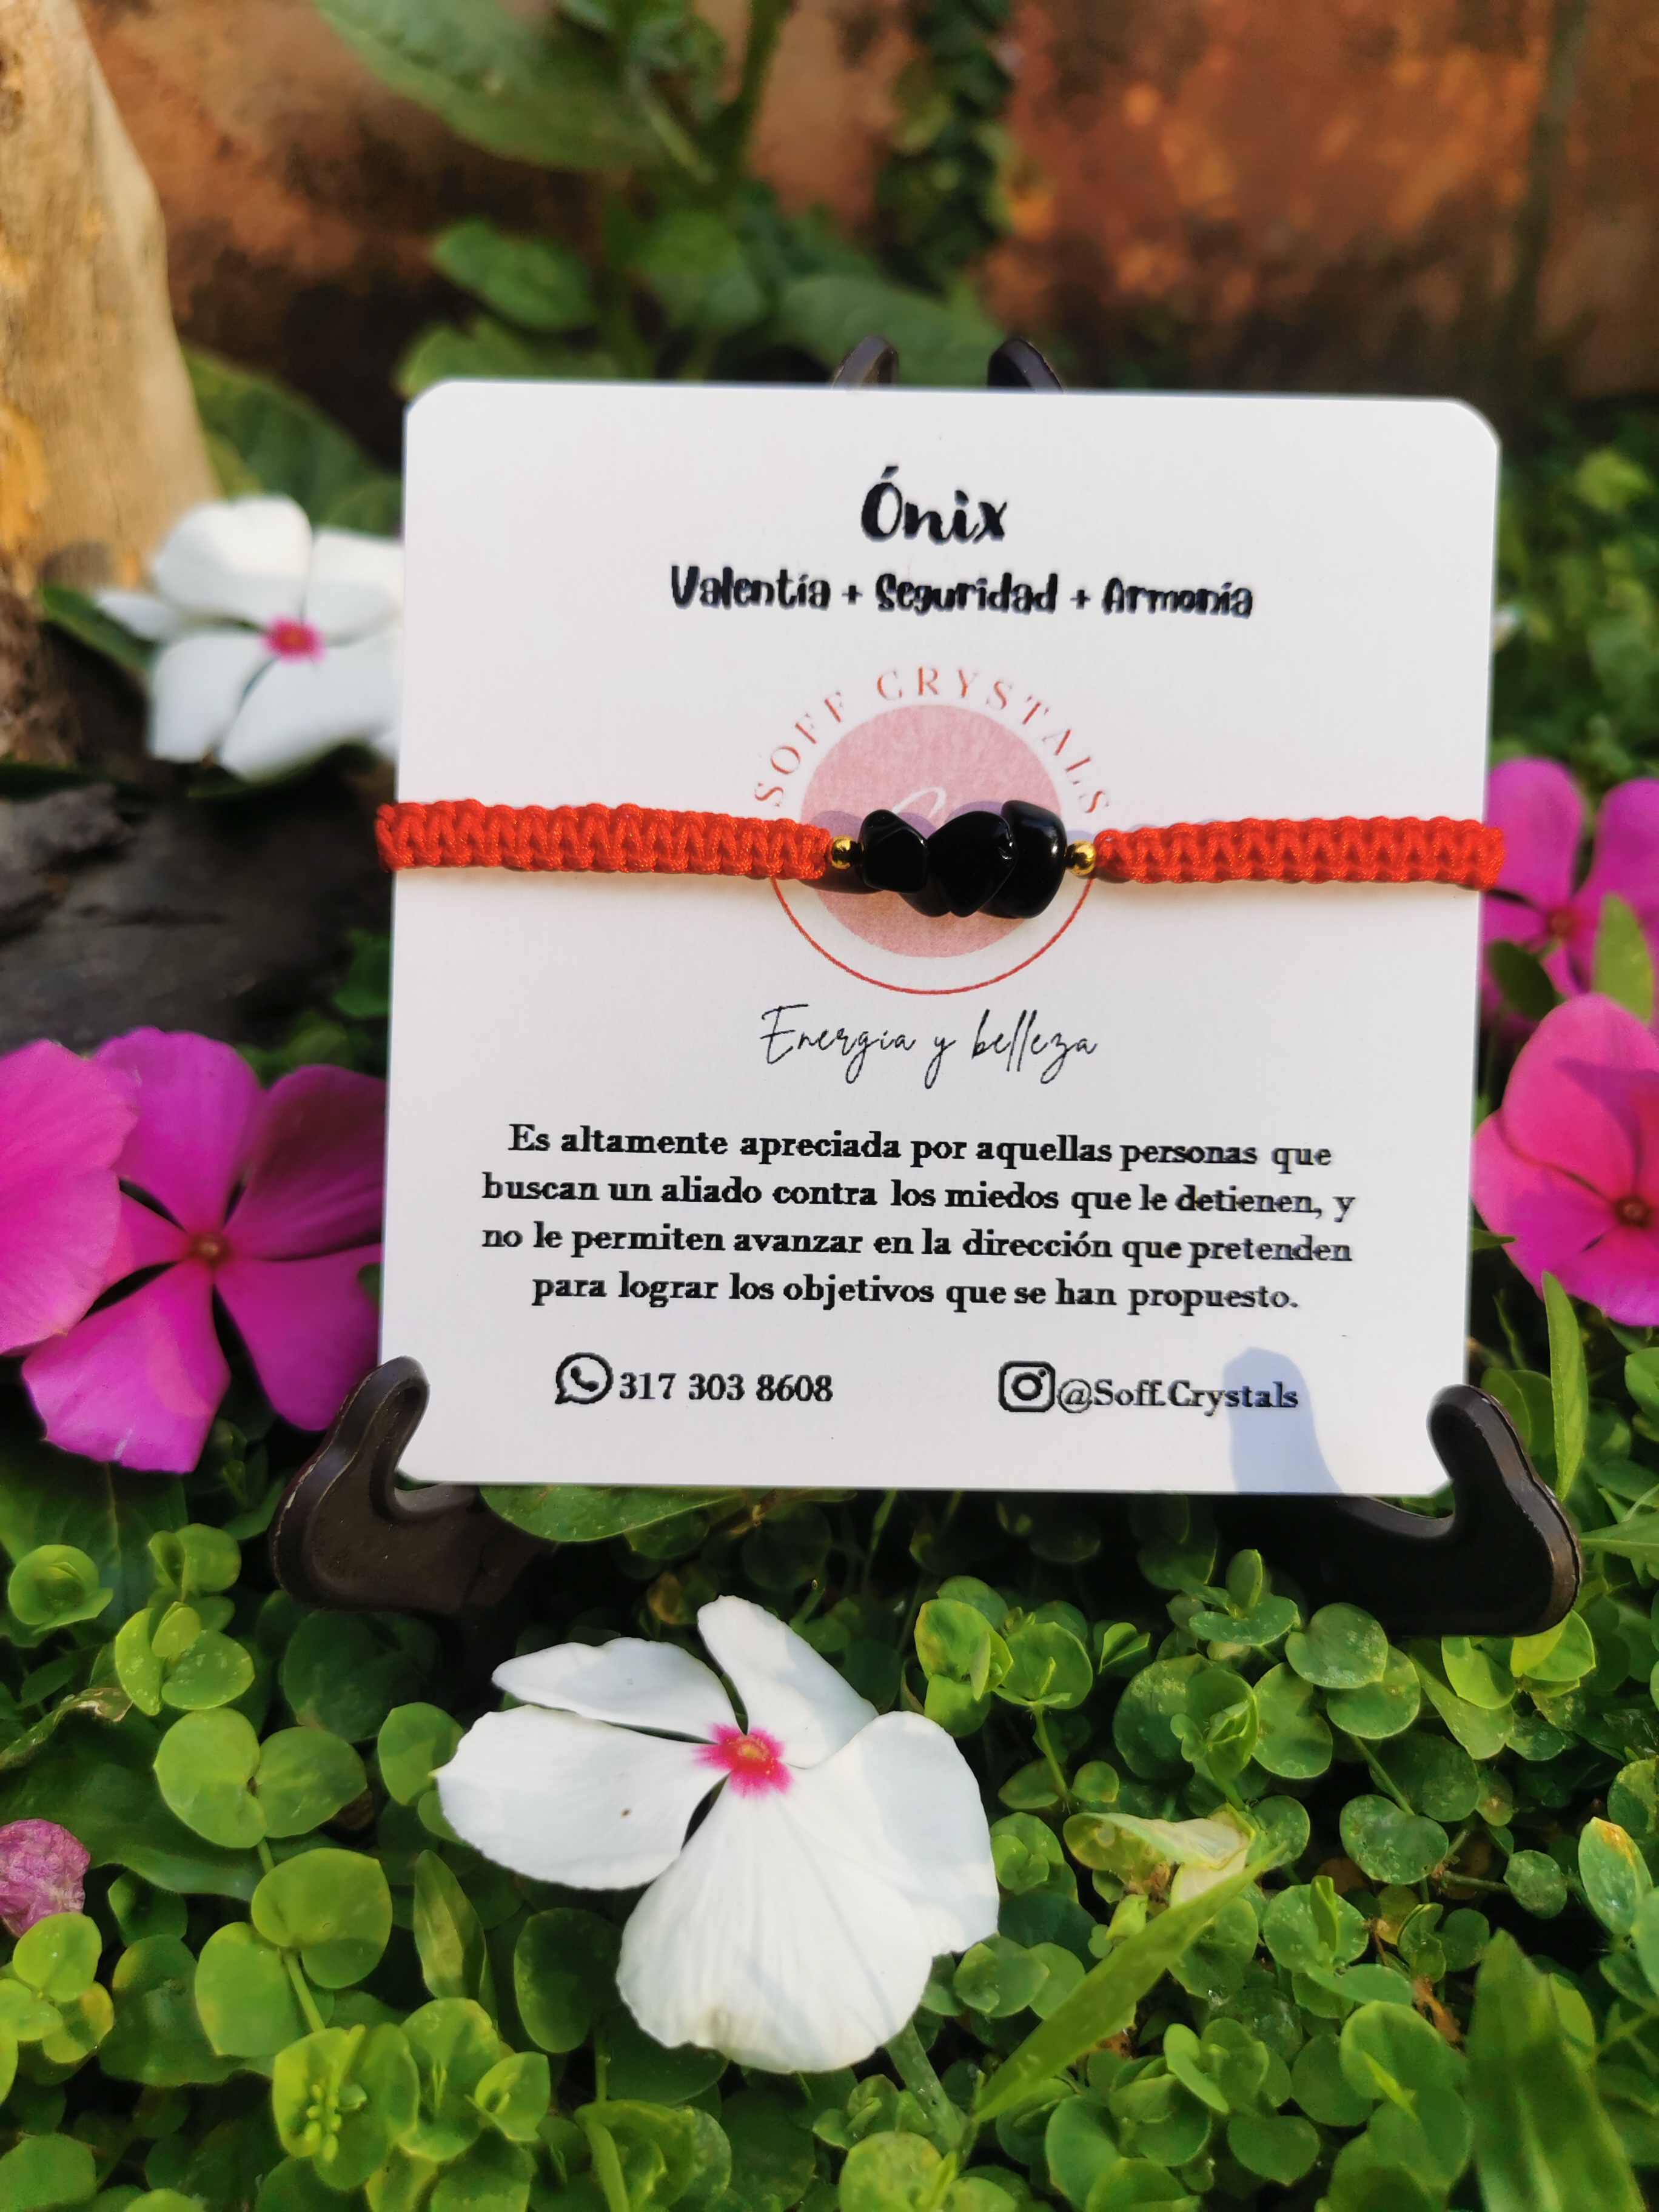 Ónix
Valentía + Seguridad + Armonía
SOFF CRYSTALS
Energía y belleza
Es altamente apreciada por aquellas personas que
buscan un aliado contra los miedos que le detienen, y
no le permiten avanzar en la dirección que pretenden
para lograr los objetivos que se han propuesto.
317 303 8608
@Soff.Crystals